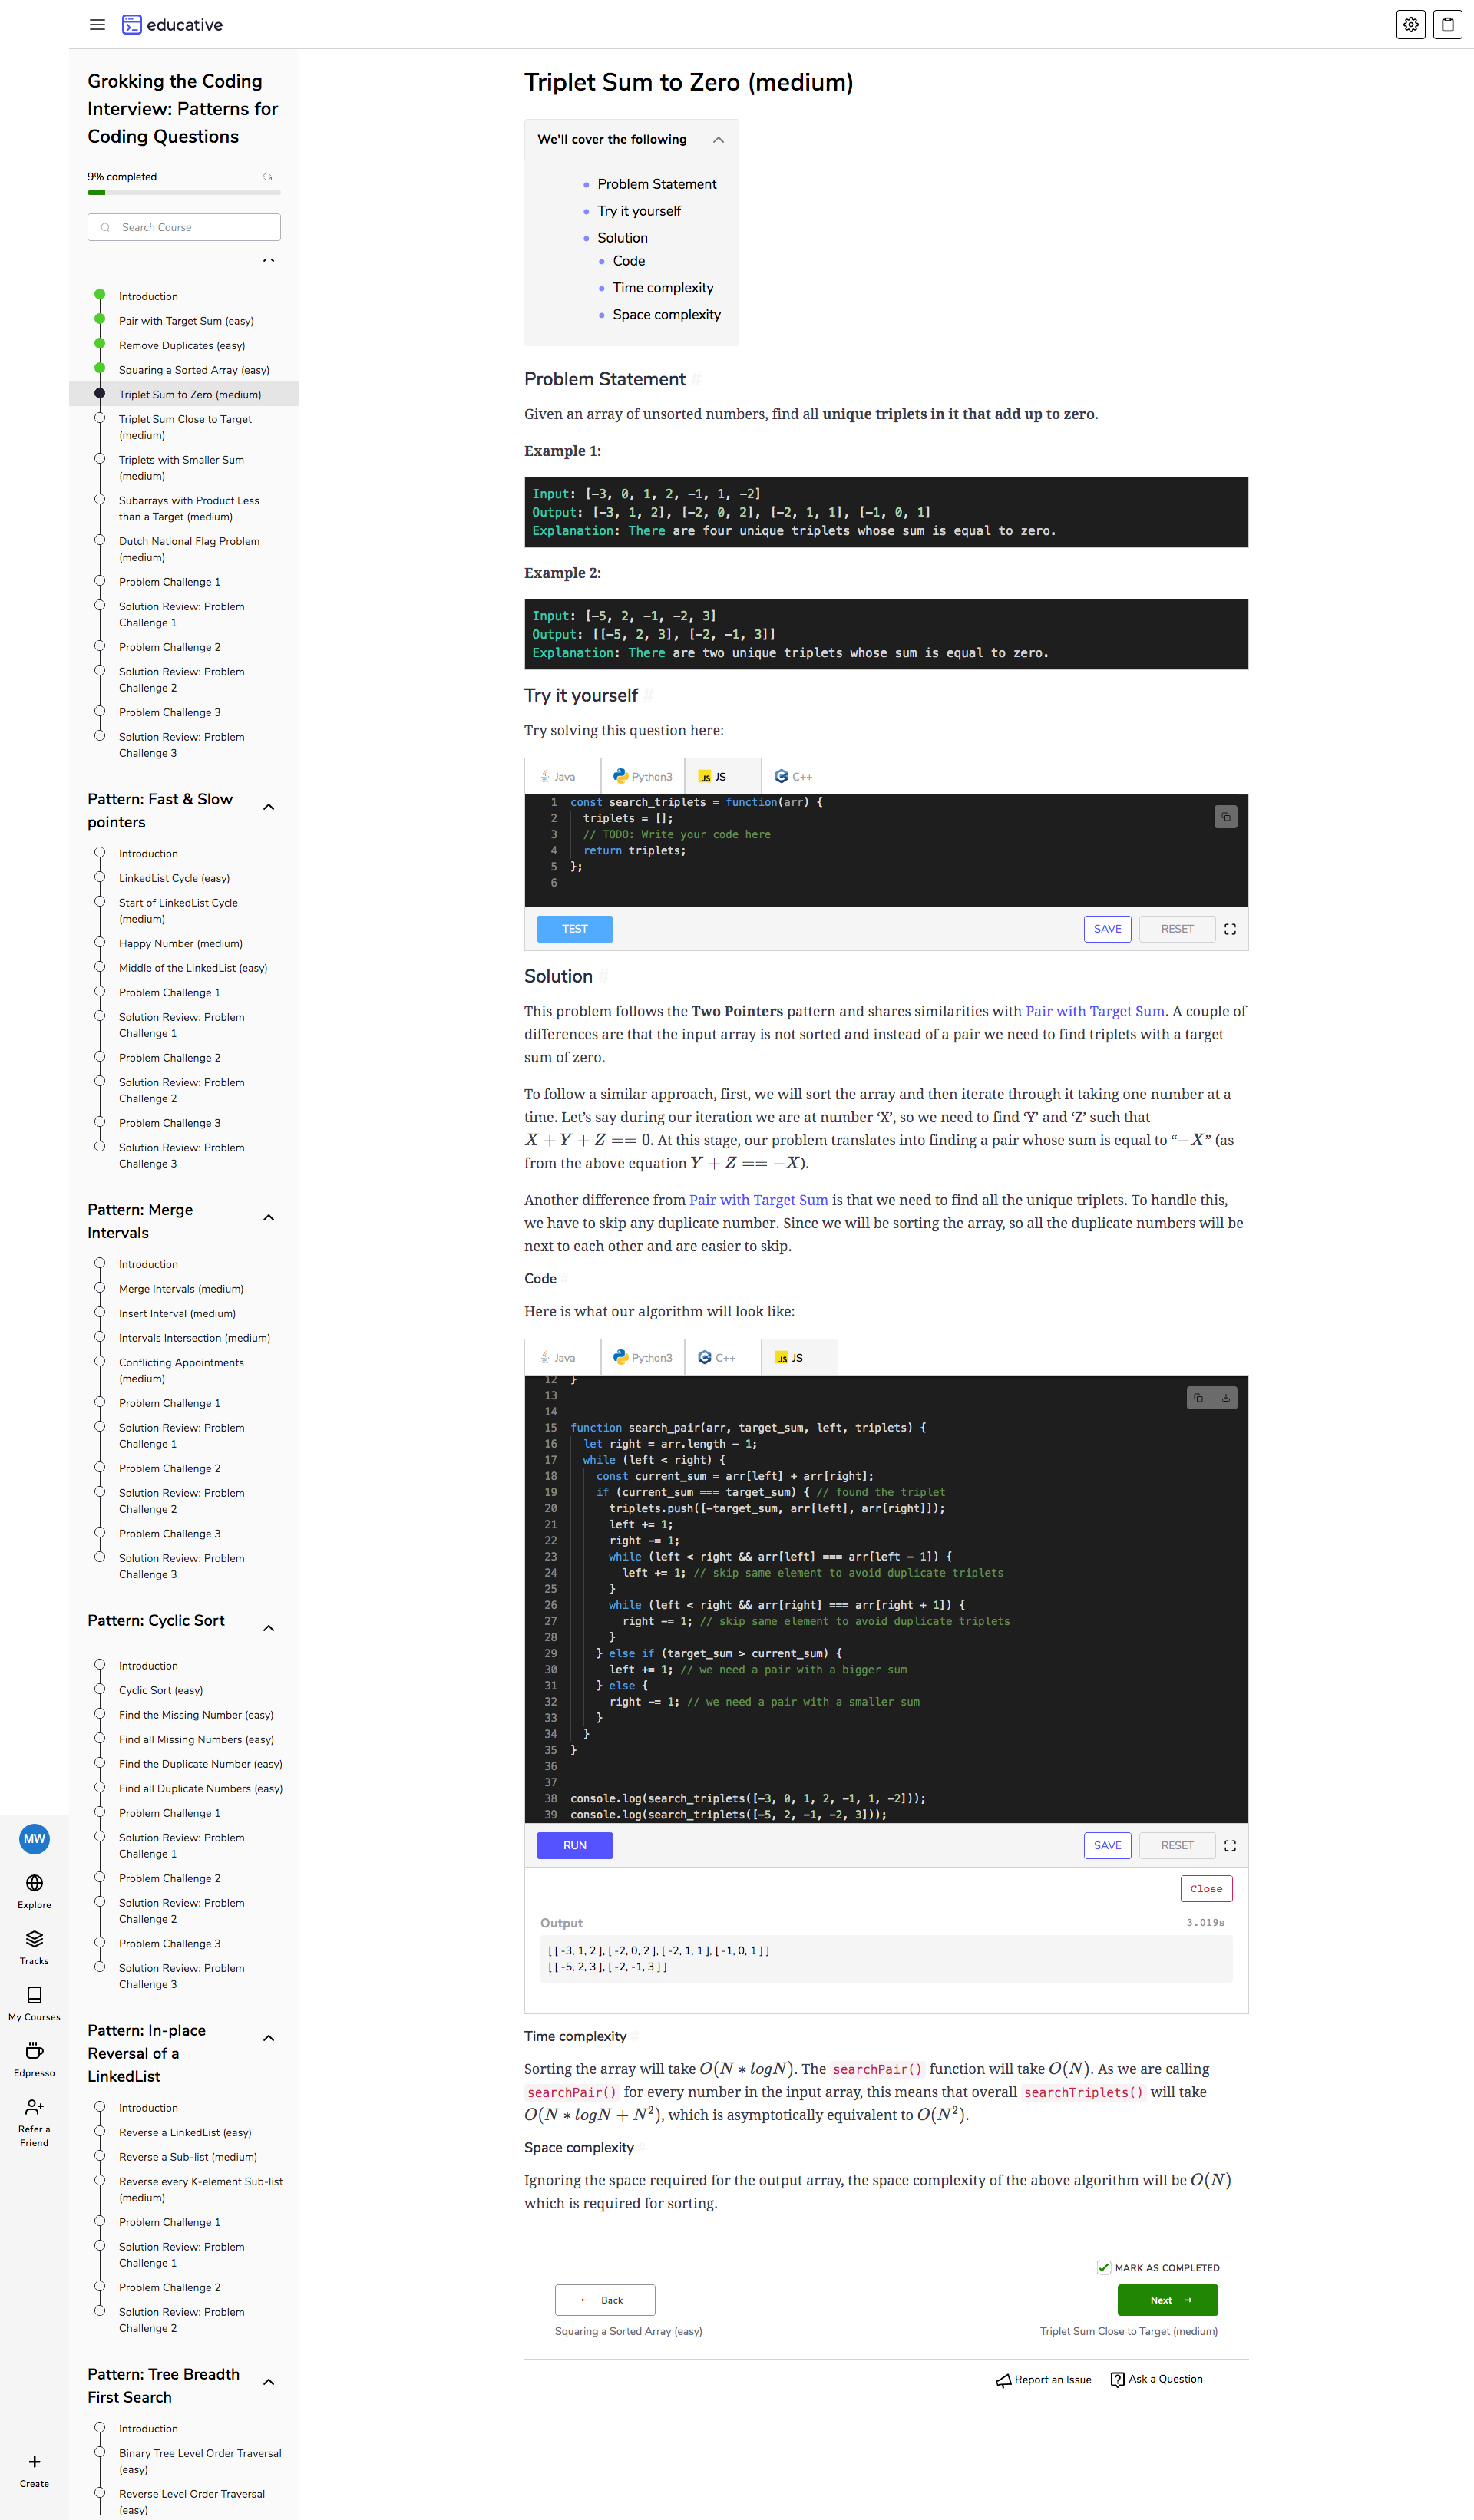 educative
Grokking the Coding
Interview: Patterns for
Coding Questions
9% completed
Search Course
Introduction
Pair with Target Sum (easy)
Remove Duplicates (easy)
Squaring a Sorted Array (easy)
Triplet Sum to Zero (medium)
Triplet Sum Close to Target
(medium)
Triplets with Smaller Sum
(medium)
Subarrays with Product Less
than a Target (medium)
Dutch National Flag Problem
(medium)
Problem Challenge 1
Solution Review: Problem
Challenge 1
Problem Challenge 2
Solution Review: Problem
Challenge 2
Problem Challenge 3
Solution Review: Problem
Challenge 3
Pattern: Fast & Slow
pointers
Introduction
LinkedList Cycle (easy)
Start of LinkedList Cycle
(medium)
Happy Number (medium)
Middle of the LinkedList (easy)
Problem Challenge 1
Solution Review: Problem
Challenge 1
Problem Challenge 2
Solution Review: Problem
Challenge 2
Problem Challenge 3
Solution Review: Problem
Challenge 3
Pattern: Merge
Intervals
Introduction
Merge Intervals (medium)
Insert Interval (medium)
Intervals Intersection (medium)
Conflicting Appointments
(medium)
Problem Challenge 1
Solution Review: Problem
Challenge 1
Problem Challenge 2
Solution Review: Problem
Challenge 2
Problem Challenge 3
Solution Review: Problem
Challenge 3
Pattern: Cyclic Sort
Introduction
Cyclic Sort (easy)
Find the Missing Number (easy)
Find all Missing Numbers (easy)
Find the Duplicate Number (easy)
Find all Duplicate Numbers (easy)
Problem Challenge 1
Solution Review: Problem
Challenge 1
Problem Challenge 2
Solution Review: Problem
Challenge 2
Problem Challenge 3
Solution Review: Problem
Challenge 3
Pattern: In-place
Reversal of a
LinkedList
Introduction
Reverse a LinkedList (easy)
Reverse a Sub-list (medium)
Reverse every K-element Sub-list
(medium)
Problem Challenge 1
Solution Review: Problem
Challenge 1
Problem Challenge 2
Solution Review: Problem
Challenge 2
Pattern: Tree Breadth
First Search
Introduction
Binary Tree Level Order Traversal
(easy)
Reverse Level Order Traversal
(easy)
MW
Explore
Tracks
My Courses
Edpresso
Refer a
Friend
Create
Triplet Sum to Zero (medium)
We'll cover the following
Problem Statement
Try it yourself
Solution
Code
Time complexity
Space complexity
Problem Statement #
Given an array of unsorted numbers, find all unique triplets in it that add up to zero.
Example 1:
Input: [-3, 0, 1, 2, -1, 1, -2]
Output: [-3, 1, 2], [-2, 0, 2], [-2, 1, 1], [-1, 0, 1]
Explanation: There are four unique triplets whose sum is equal to zero.
Example 2:
Input: [-5, 2, -1, -2, 3]
Output: [[-5, 2, 3], [-2, -1, 3]]
Explanation: There are two unique triplets whose sum is equal to zero.
Try it yourself #
Try solving this question here:
Java Python3 JS JS C++
1 const search_triplets = function(arr) {
2 triplets = [];
3 // TODO: Write your code here
4 return triplets;
5 };
6
TEST SAVE RESET
Solution #
This problem follows the Two Pointers pattern and shares similarities with Pair with Target Sum. A couple of
differences are that the input array is not sorted and instead of a pair we need to find triplets with a target
sum of zero.
To follow a similar approach, first, we will sort the array and then iterate through it taking one number at a
time. Let’s say during our iteration we are at number ‘X’, so we need to find ‘Y’ and ‘Z’ such that
X + Y + Z == 0. At this stage, our problem translates into finding a pair whose sum is equal to “−X” (as
from the above equation Y + Z == −X).
Another difference from Pair with Target Sum is that we need to find all the unique triplets. To handle this,
we have to skip any duplicate number. Since we will be sorting the array, so all the duplicate numbers will be
next to each other and are easier to skip.
Code #
Here is what our algorithm will look like:
Java Python3 C++ JS JS
12 }
13
14
15 function search_pair(arr, target_sum, left, triplets) {
16 let right = arr.length - 1;
17 while (left < right) {
18 const current_sum = arr[left] + arr[right];
19 if (current_sum === target_sum) { // found the triplet
20 triplets.push([-target_sum, arr[left], arr[right]]);
21 left += 1;
22 right -= 1;
23 while (left < right && arr[left] === arr[left - 1]) {
24 left += 1; // skip same element to avoid duplicate triplets
25 }
26 while (left < right && arr[right] === arr[right + 1]) {
27 right -= 1; // skip same element to avoid duplicate triplets
28 }
29 } else if (target_sum > current_sum) {
30 left += 1; // we need a pair with a bigger sum
31 } else {
32 right -= 1; // we need a pair with a smaller sum
33 }
34 }
35 }
36
37
38 console.log(search_triplets([-3, 0, 1, 2, -1, 1, -2]));
39 console.log(search_triplets([-5, 2, -1, -2, 3]));
RUN SAVE RESET
Close
Output 3.019s
[ [ -3, 1, 2 ], [ -2, 0, 2 ], [ -2, 1, 1 ], [ -1, 0, 1 ] ]
[ [ -5, 2, 3 ], [ -2, -1, 3 ] ]
Time complexity #
Sorting the array will take O(N * logN). The searchPair() function will take O(N). As we are calling
searchPair() for every number in the input array, this means that overall searchTriplets() will take
O(N * logN + N²), which is asymptotically equivalent to O(N²).
Space complexity #
Ignoring the space required for the output array, the space complexity of the above algorithm will be O(N)
which is required for sorting.
MARK AS COMPLETED
← Back Next →
Squaring a Sorted Array (easy) Triplet Sum Close to Target (medium)
Report an Issue ? Ask a Question